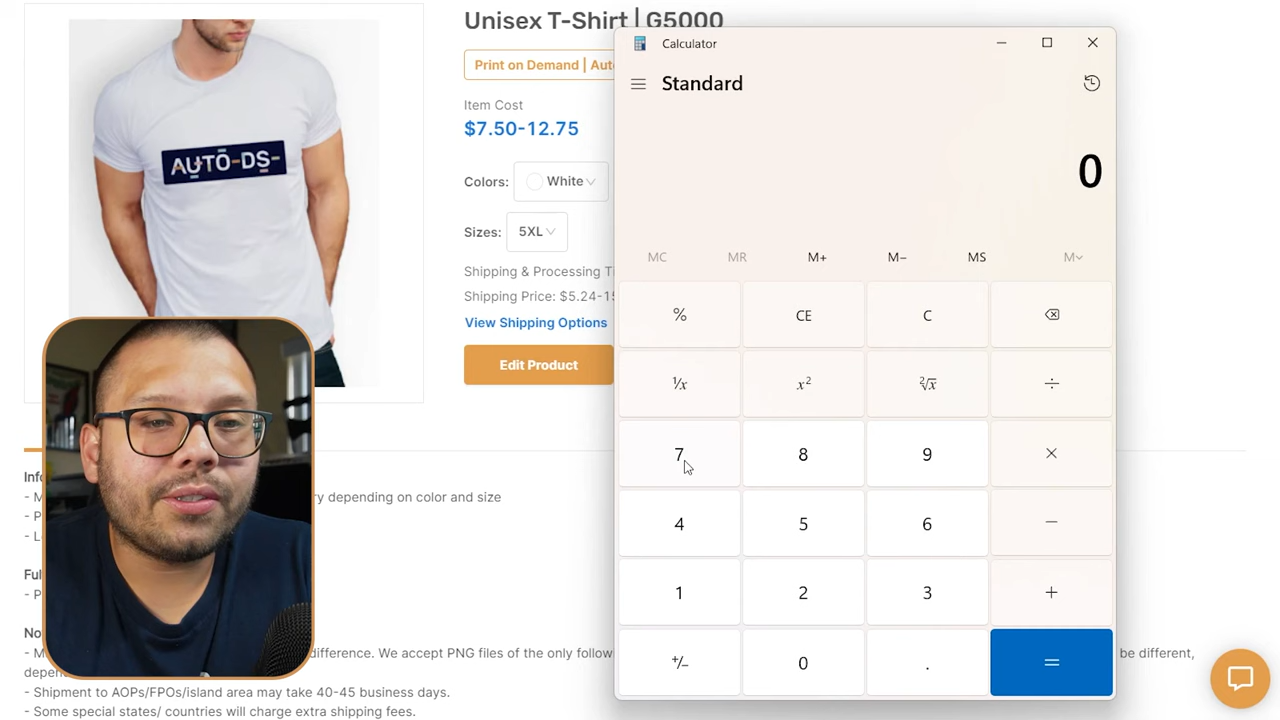 Unisex T-Shirt | G5000
Print on Demand |
Item Cost
$7.50-12.75
Colors: White
Sizes: 5XL
Shipping & Processing
Shipping Price: $5.24-
View Shipping Options
Edit Product
AUTO-DS-
Calculator
Standard
0
MC MR M+ M− MS M
% CE C
1/x x² ²√x ÷
7 8 9 ×
4 5 6 −
1 2 3 +
+/− 0 . =
depending on color and size
difference. We accept PNG files of the only be different,
- Shipment to AOPs/FPOs/island area may take 40-45 business days.
- Some special states/ countries will charge extra shipping fees.